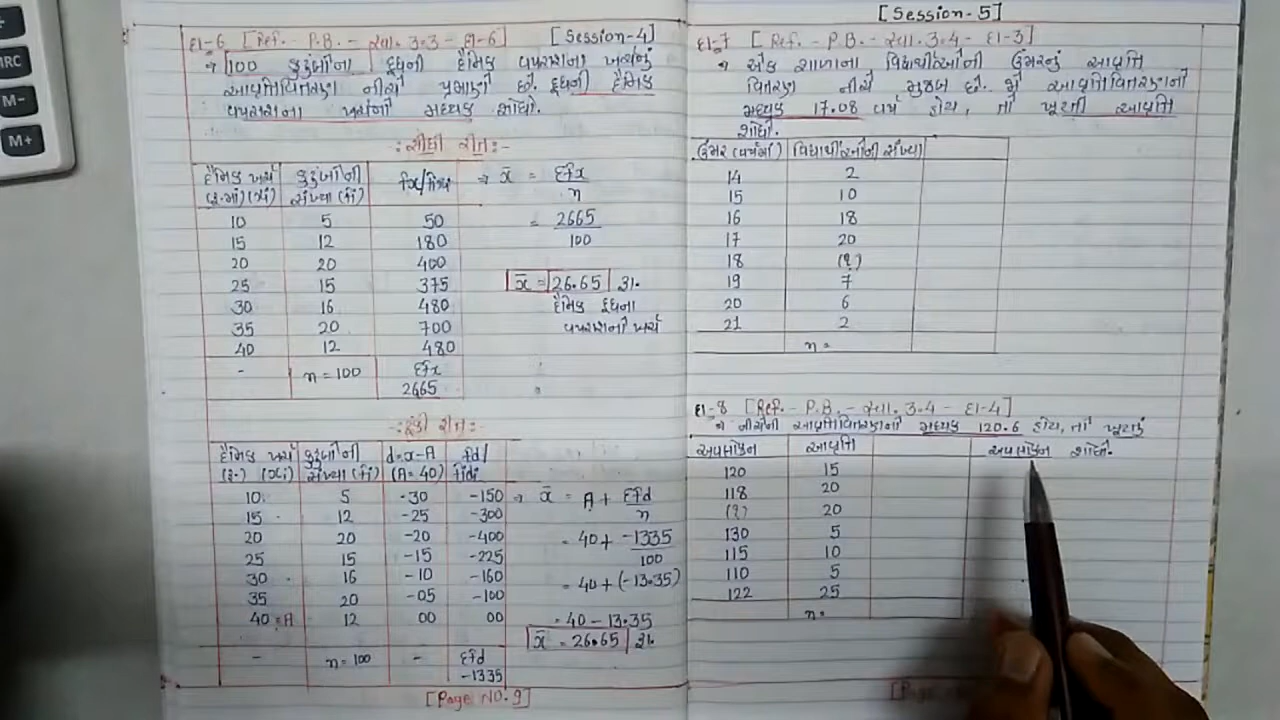 ÷
MRC
M-
M+
દા-6 [Ref. - P.B. - સ્વા. 3.3 - દા-6] [Session-4]
→ 100 કુટુંબોના દૂધની દૈનિક વપરાશના ખર્ચનું
આવૃત્તિવિતરણ નીચે પ્રમાણે છે. દૂધની દૈનિક
વપરાશના ખર્ચનો મધ્યક શોધો.
-: સીધી રીત :-
દૈનિક ખર્ચ કુટુંબોની fx/fixi
(રૂ.માં) (xi) સંખ્યા (fi)
10 5 50
15 12 180
20 20 400
25 15 375
30 16 480
35 20 700
40 12 480
- n = 100 Σfx
2665
→ x̄ = Σfx
n
= 2665
100
x̄ = 26.65 રૂ.
દૈનિક દૂધના
વપરાશનો ખર્ચ
-: ટૂંકી રીત :-
દૈનિક ખર્ચ કુટુંબોની d=x-A fd/
(રૂ.) (xi) સંખ્યા (fi) (A = 40) fidi
10 5 -30 -150
15 12 -25 -300
20 20 -20 -400
25 15 -15 -225
30 16 -10 -160
35 20 -05 -100
40 = A 12 00 00
- n = 100 - Σfd
-1335
→ x̄ = A + Σfd
n
= 40 + -1335
100
= 40 + (-13.35)
= 40 - 13.35
x̄ = 26.65 રૂ.
[Page No. 9]
[Session-5]
દા-7 [Ref. - P.B. - સ્વા. 3.4 - દા-3]
→ એક શાળાના વિદ્યાર્થીઓની ઉંમરનું આવૃત્તિ
વિતરણ નીચે મુજબ છે. જો આવૃત્તિવિતરણનો
મધ્યક 17.08 વર્ષ હોય, તો ખૂટતી આવૃત્તિ
શોધો.
ઉંમર (વર્ષમાં) વિદ્યાર્થીઓની સંખ્યા
14 2
15 10
16 18
17 20
18 (?)
19 7
20 6
21 2
n =
દા-8 [Ref. - P.B. - સ્વા. 3.4 - દા-4]
→ નીચેની આવૃત્તિવિતરણનો મધ્યક 120.6 હોય, તો ખૂટતું
અવલોકન શોધો.
અવલોકન આવૃત્તિ
120 15
118 20
(?) 20
130 5
115 10
110 5
122 25
n =